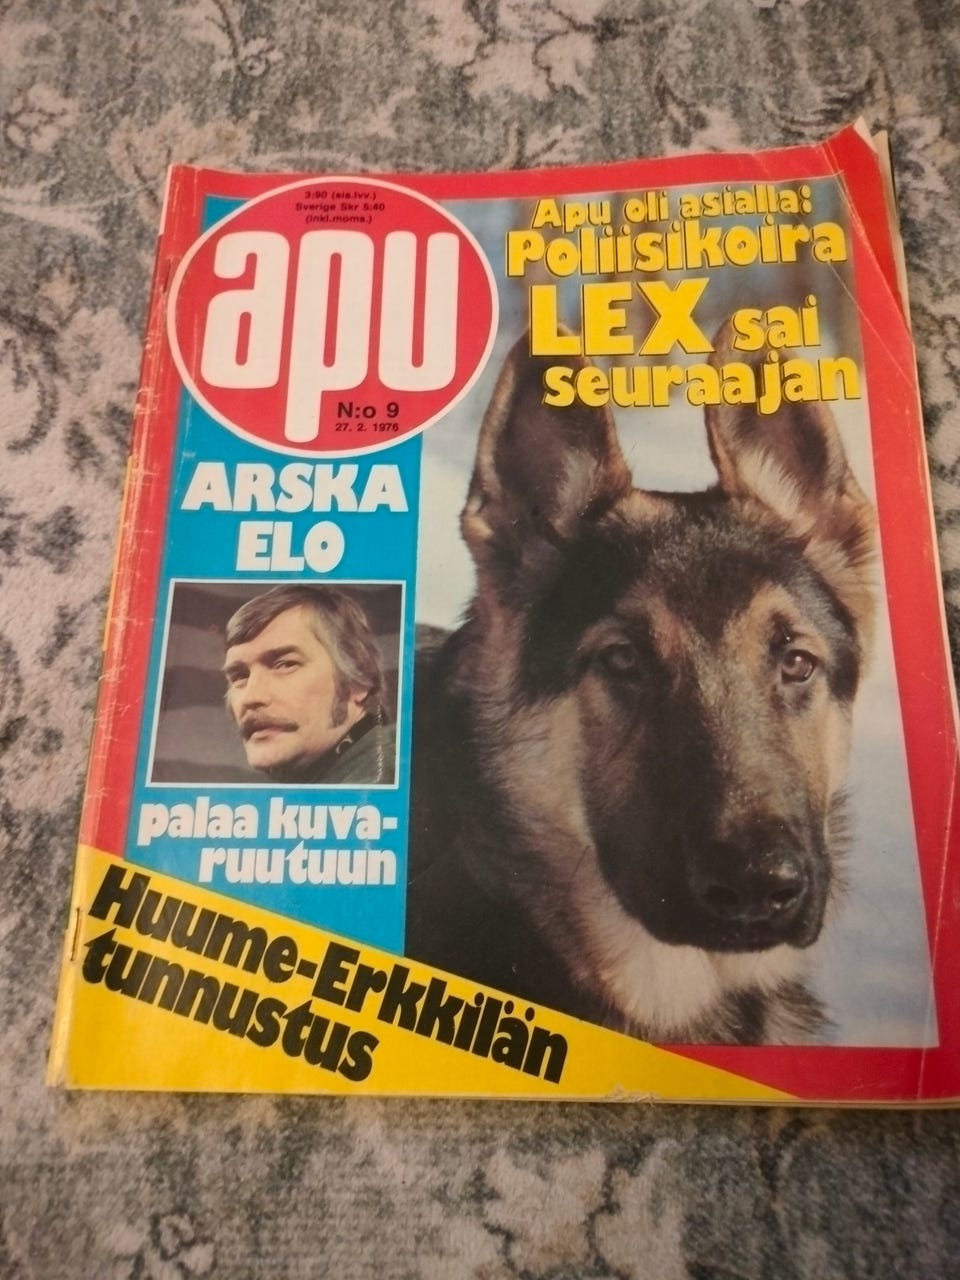 3:90 (sis.lvv.)
Sverige Skr 5:40
(inkl.moms.)
apu
N:o 9
27. 2. 1976
Apu oli asialla:
Poliisikoira
LEX sai
seuraajan
ARSKA
ELO
palaa kuva-
ruutuun
Huume-Erkkilän
tunnustus